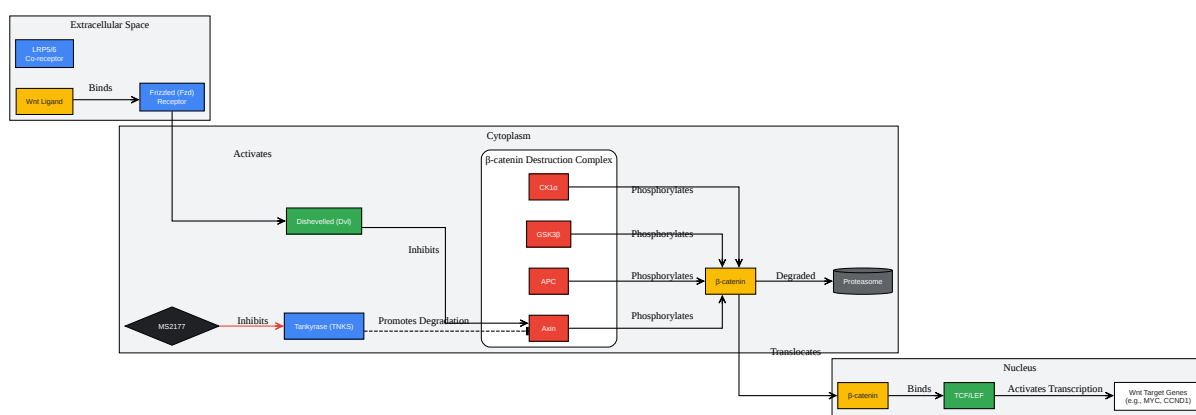 Extracellular Space
LRP5/6
Co-receptor
Wnt Ligand
Binds
Frizzled (Fzd)
Receptor
Cytoplasm
Activates
β-catenin Destruction Complex
CK1α
Phosphorylates
Dishevelled (Dvl)
Inhibits
GSK3β
Phosphorylates
APC
Phosphorylates
β-catenin
Degraded
Proteasome
MS2177
Inhibits
Tankyrase (TNKS)
Promotes Degradation
Axin
Phosphorylates
Translocates
Nucleus
β-catenin
Binds
TCF/LEF
Activates Transcription
Wnt Target Genes
(e.g., MYC, CCND1)